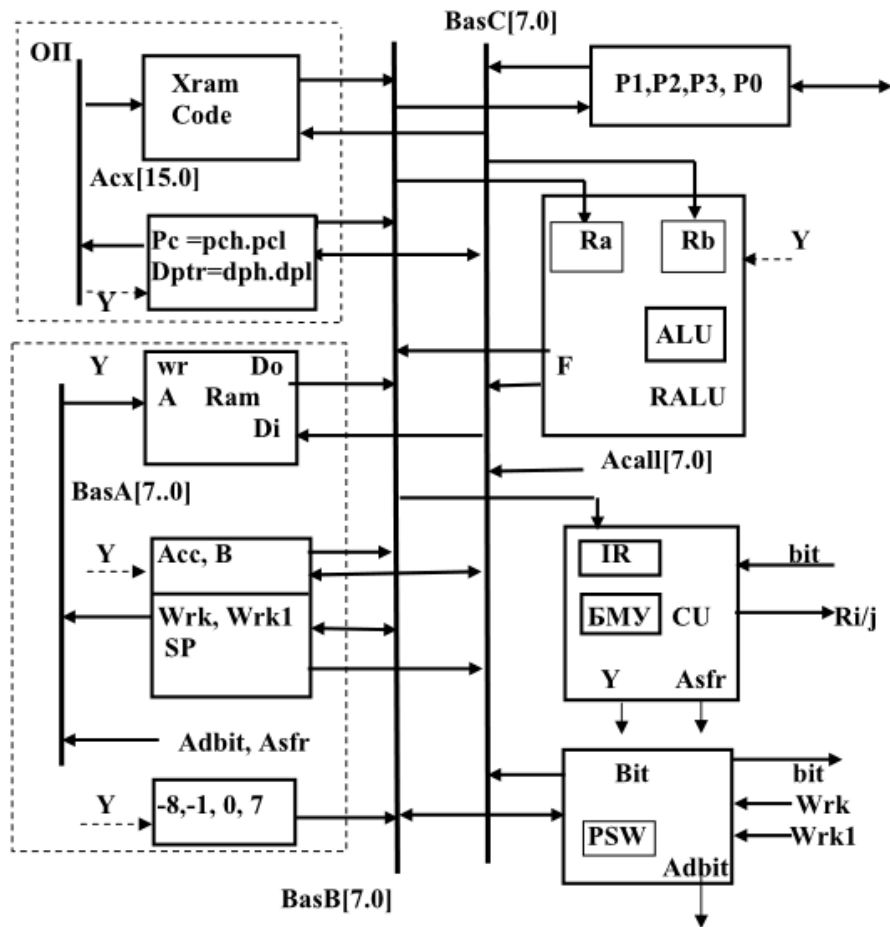 BasC[7.0]
ОП
Xram
Code
P1,P2,P3, P0
Acx[15.0]
Pc =pch.pcl
Dptr=dph.dpl
Y
Ra
Rb
Y
ALU
F
RALU
Y
wr Do
A Ram
Di
BasA[7..0]
Acall[7.0]
Y
Acc, B
Wrk, Wrk1
SP
IR
БМУ CU
bit
Ri/j
Y Asfr
Adbit, Asfr
Y
-8,-1, 0, 7
Bit
PSW
bit
Wrk
Wrk1
Adbit
BasB[7.0]